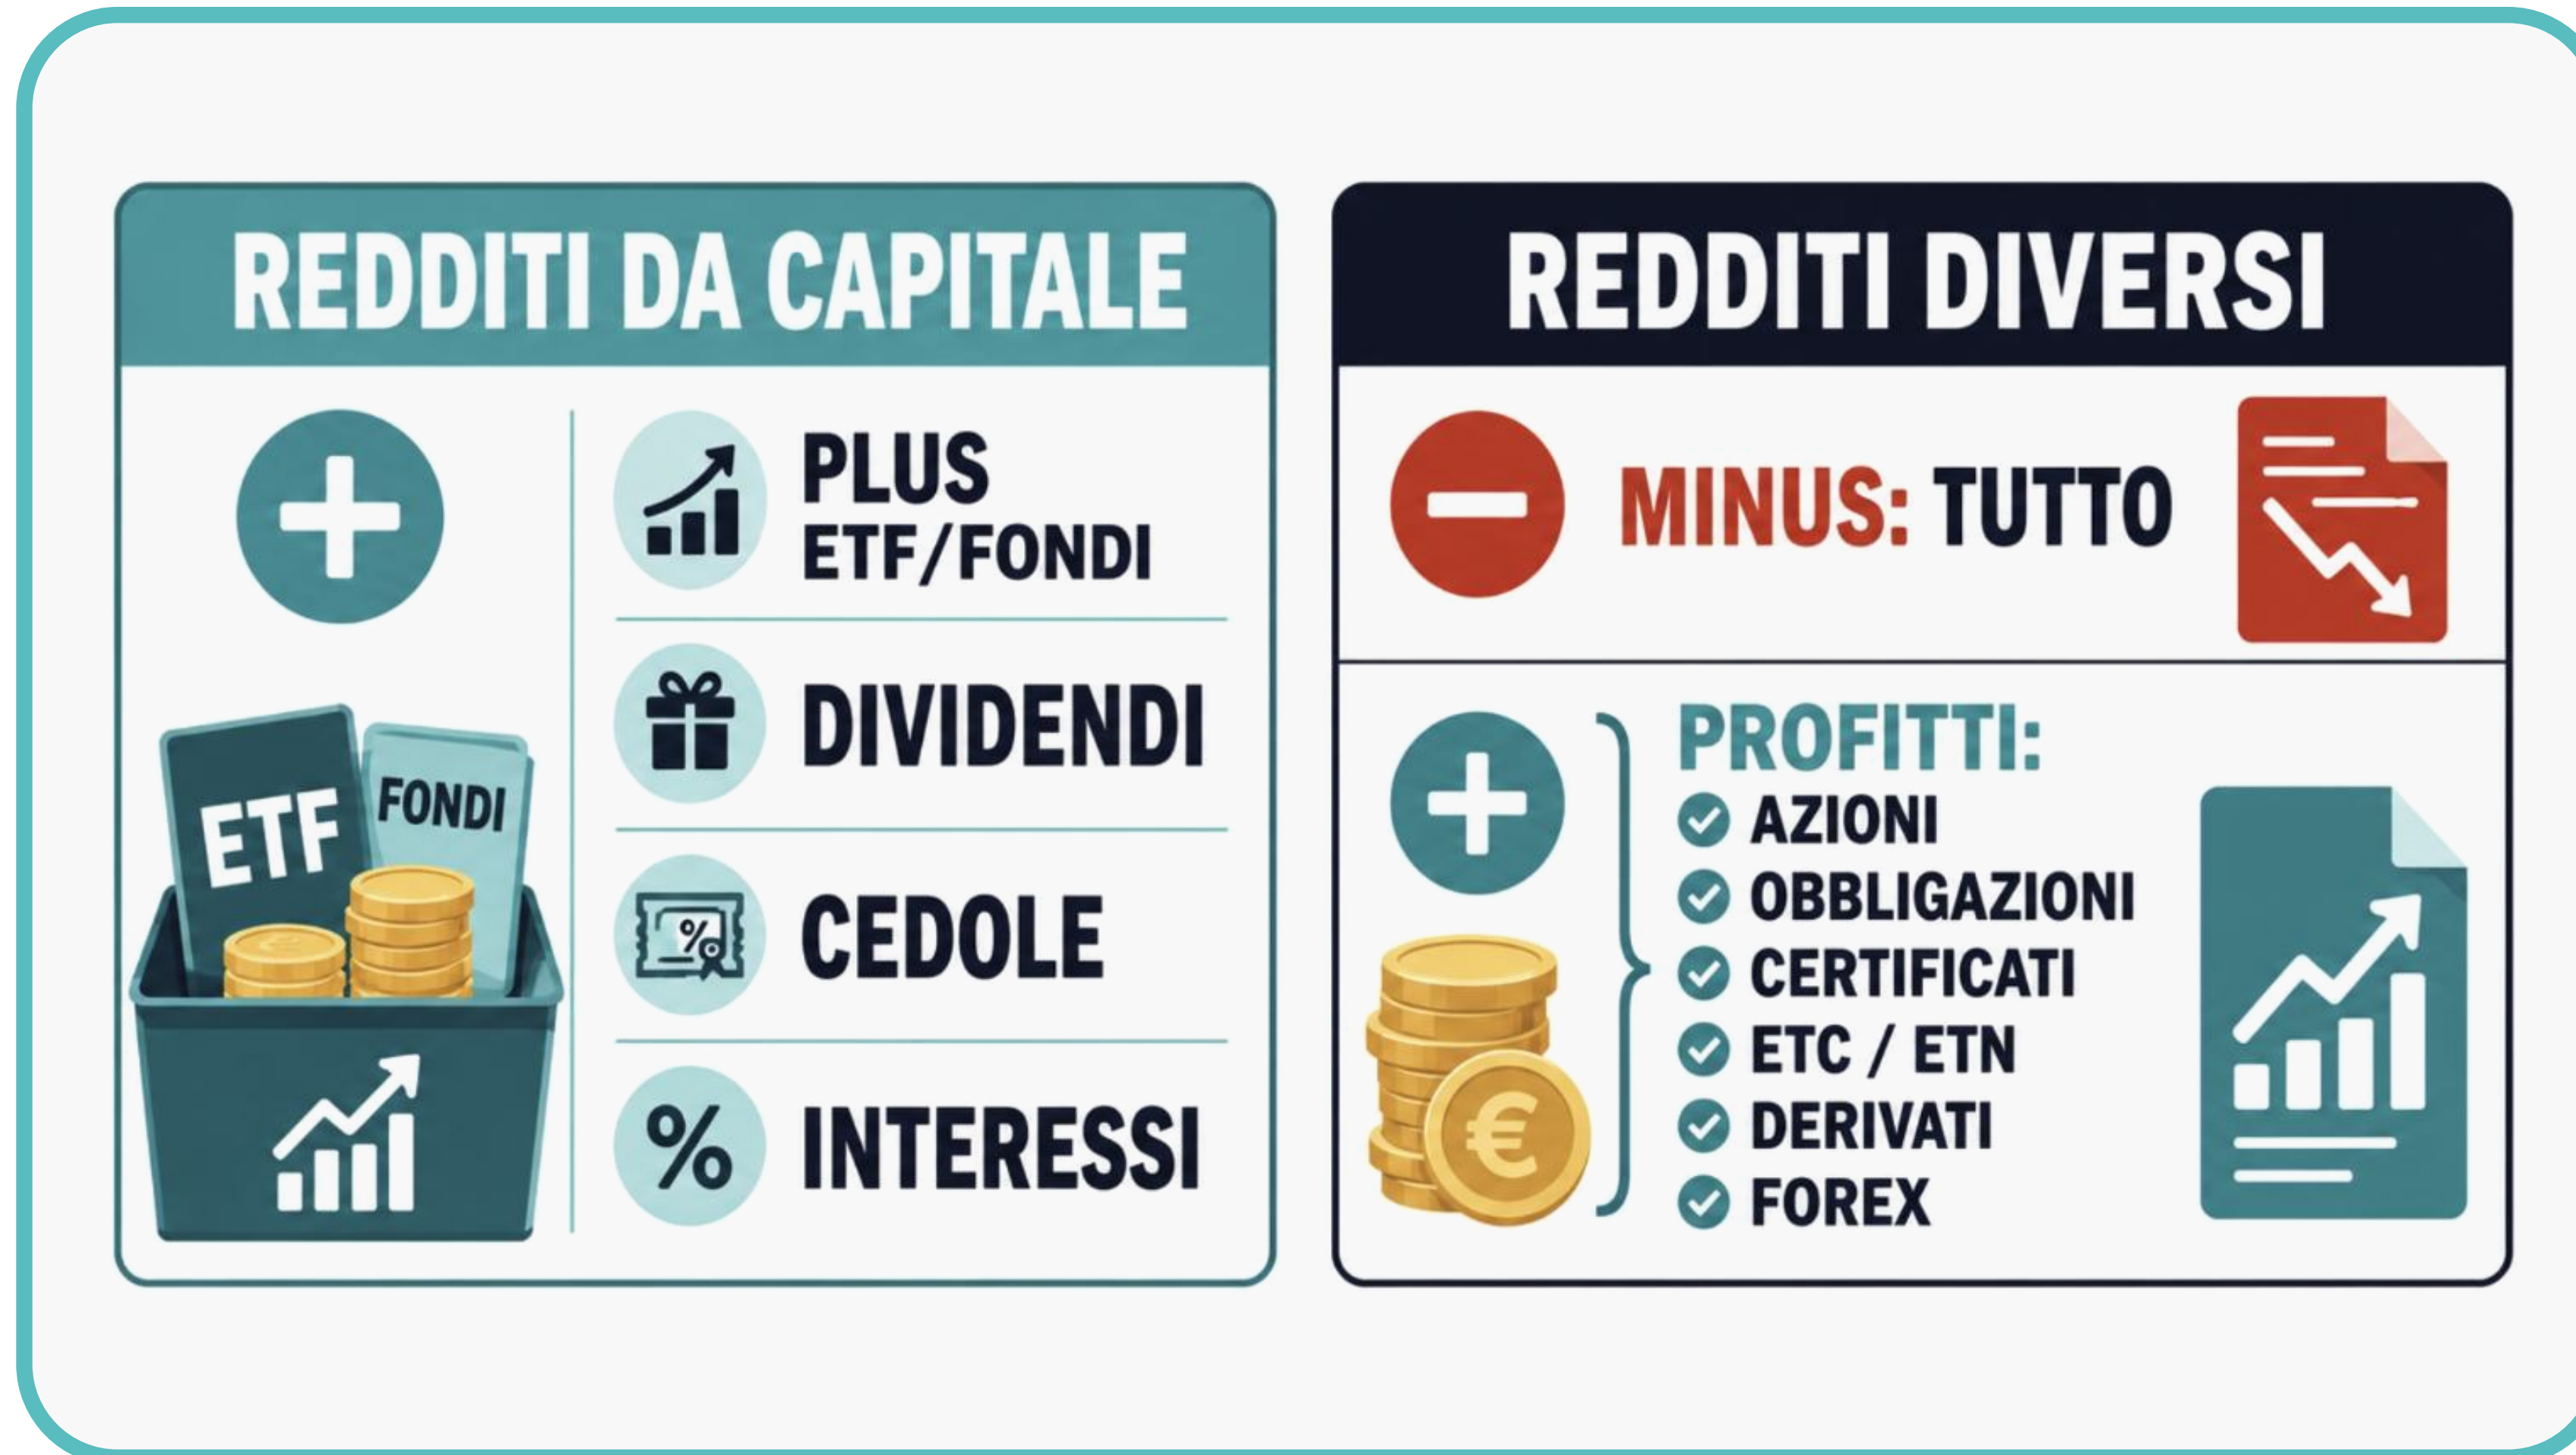 REDDITI DA CAPITALE
PLUS
ETF/FONDI
DIVIDENDI
CEDOLE
%
INTERESSI
%
ETF
FONDI
REDDITI DIVERSI
MINUS: TUTTO
PROFITTI:
AZIONI
OBBLIGAZIONI
CERTIFICATI
ETC / ETN
DERIVATI
FOREX
€